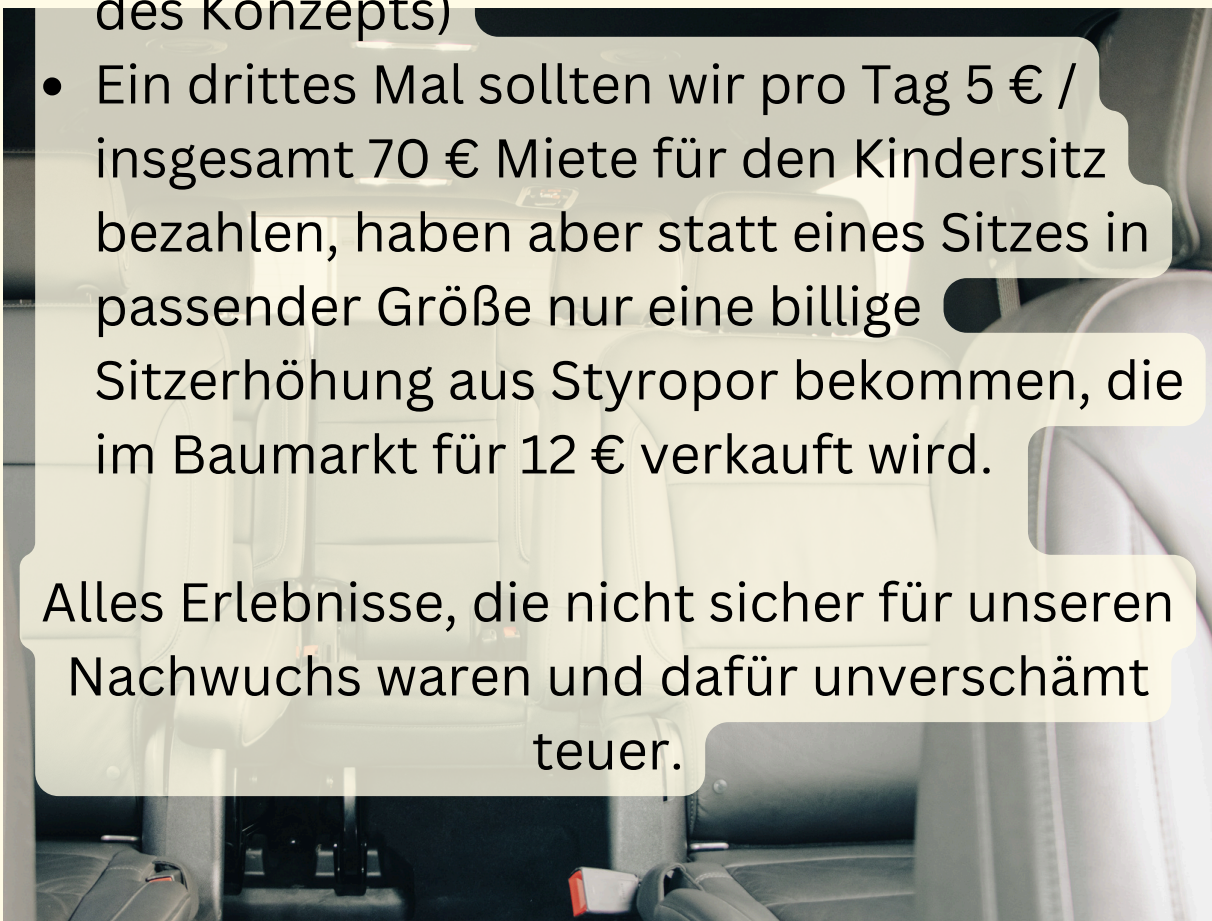 des Konzepts)
• Ein drittes Mal sollten wir pro Tag 5 € /
insgesamt 70 € Miete für den Kindersitz
bezahlen, haben aber statt eines Sitzes in
passender Größe nur eine billige
Sitzerhöhung aus Styropor bekommen, die
im Baumarkt für 12 € verkauft wird.
Alles Erlebnisse, die nicht sicher für unseren
Nachwuchs waren und dafür unverschämt
teuer.